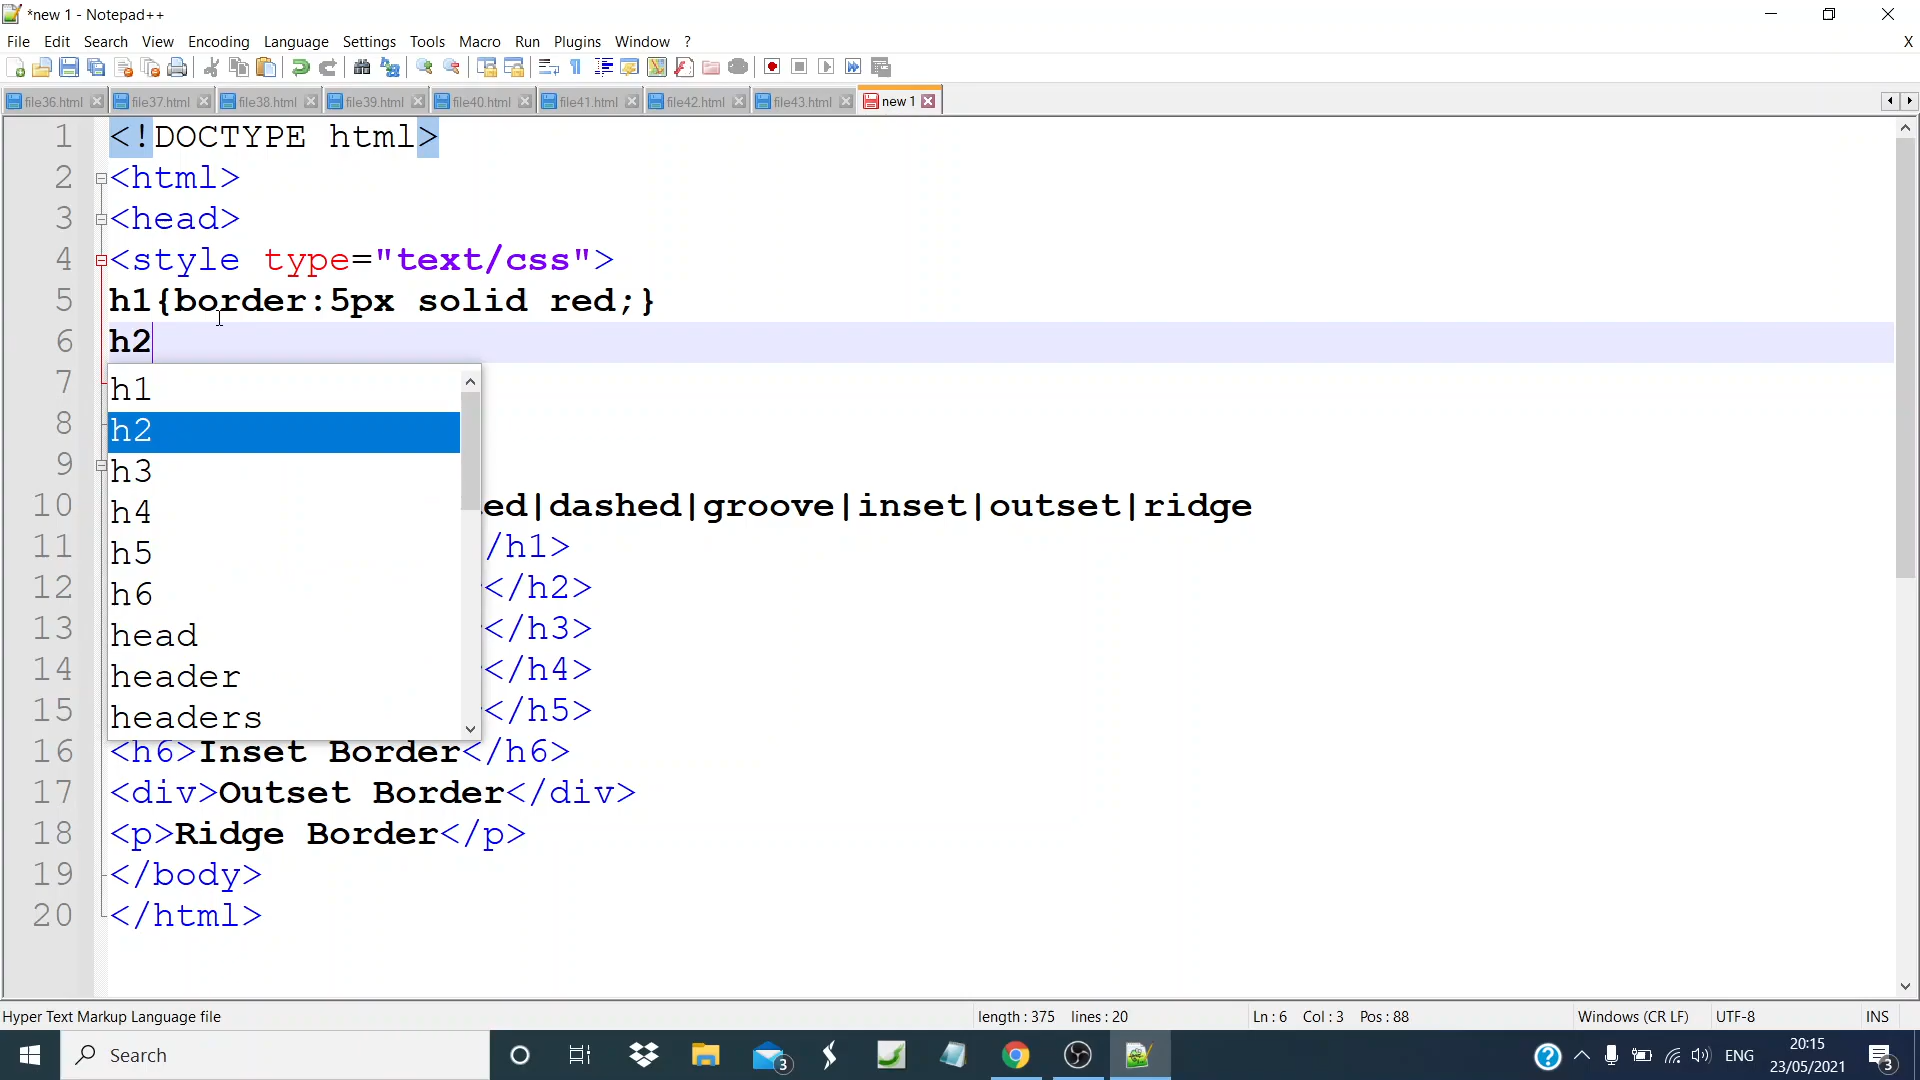 *new 1 - Notepad++
File Edit Search View Encoding Language Settings Tools Macro Run Plugins Window ? X
file36.html file37.html file38.html file39.html file40.html file41.html file42.html file43.html new 1
1 <!DOCTYPE html>
2 <html>
3 <head>
4 <style type="text/css">
5 h1{border:5px solid red;}
6 h2
7
8
9
10 ed|dashed|groove|inset|outset|ridge
11 /h1>
12 </h2>
13 </h3>
14 </h4>
15 </h5>
h1
h2
h3
h4
h5
h6
head
header
headers
16 <h6>Inset Border</h6>
17 <div>Outset Border</div>
18 <p>Ridge Border</p>
19 </body>
20 </html>
Hyper Text Markup Language file length : 375 lines : 20 Ln : 6 Col : 3 Pos : 88 Windows (CR LF) UTF-8 INS
Search 3 ENG 20:15 3
23/05/2021